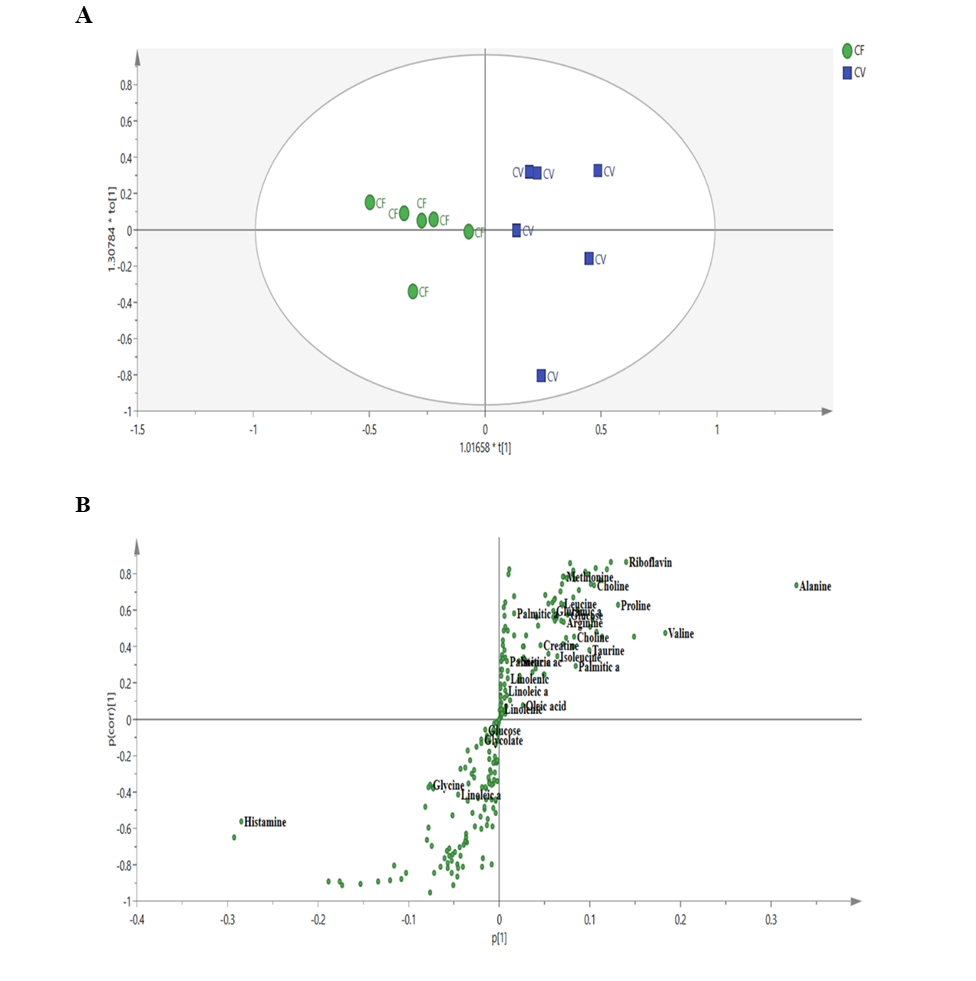 A
CF
CV
0.8
0.6
0.4
0.2
0
-0.2
-0.4
-0.6
-0.8
-1
1.30784 * to[1]
CV CV CV
CF CF
CF CF
CF CV
CV
CF
CV
-1.5 -1 -0.5 0 0.5 1
1.01658 * t[1]
B
0.8
0.6
0.4
0.2
0
-0.2
-0.4
-0.6
-0.8
-1
p(corr)[1]
Riboflavin
Methionine
Choline
Alanine
Leucine
Proline
Palmitic a
Arginine
Valine
Choline
Creatine
Taurine
Isoleucine
Palmitic a
Linolenic
Linoleic a
Oleic acid
Linolenic
Glucose
Glycolate
Glycine
Linoleic a
Histamine
-0.4 -0.3 -0.2 -0.1 0 0.1 0.2 0.3
p[1]